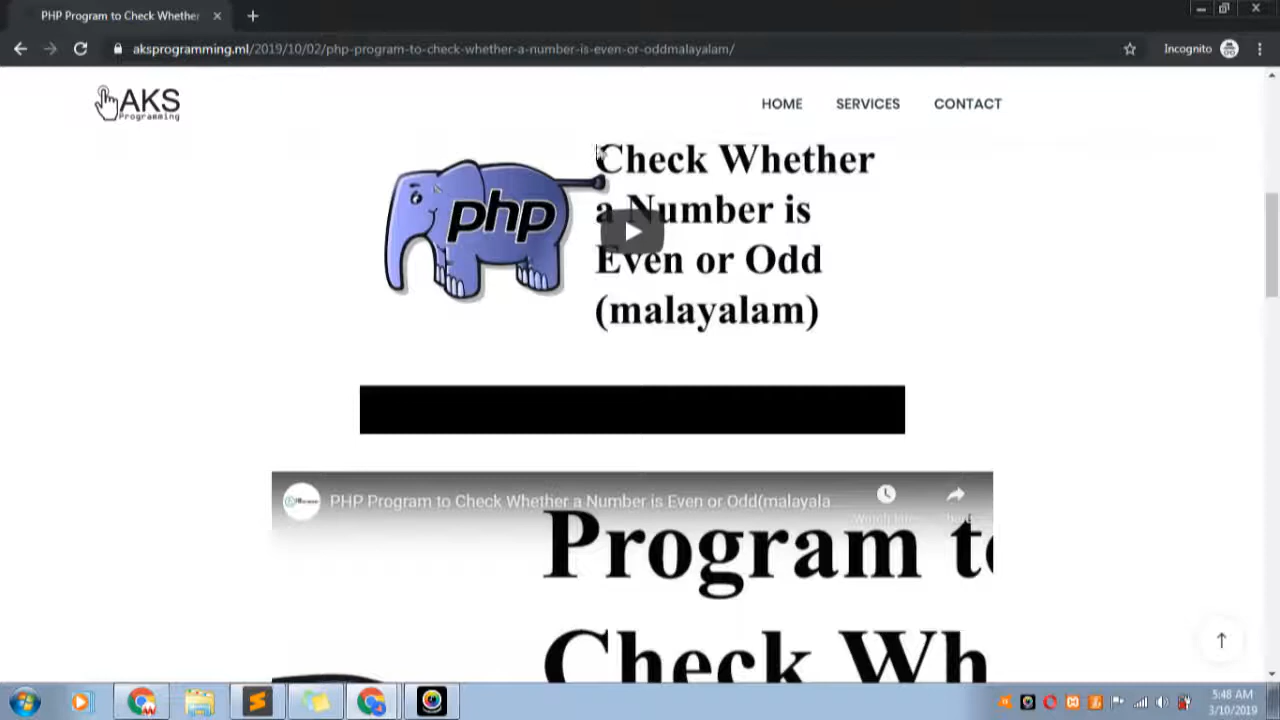 PHP Program to Check Whether
aksprogramming.ml/2019/10/02/php-program-to-check-whether-a-number-is-even-or-oddmalayalam/
Incognito
AKS
Programming
HOME SERVICES CONTACT
php
Check Whether
a Number is
Even or Odd
(malayalam)
PHP Program to Check Whether a Number is Even or Odd(malayala
Program to
Check Wh
5:48 AM
3/10/2019